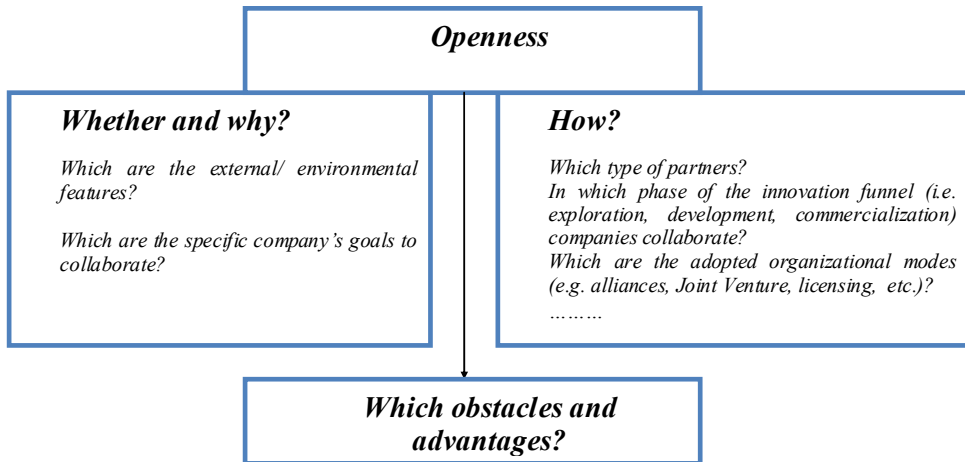 Openness
Whether and why?
Which are the external/ environmental
features?
Which are the specific company’s goals to
collaborate?
How?
Which type of partners?
In which phase of the innovation funnel (i.e.
exploration, development, commercialization)
companies collaborate?
Which are the adopted organizational modes
(e.g. alliances, Joint Venture, licensing, etc.)?
………
Which obstacles and
advantages?